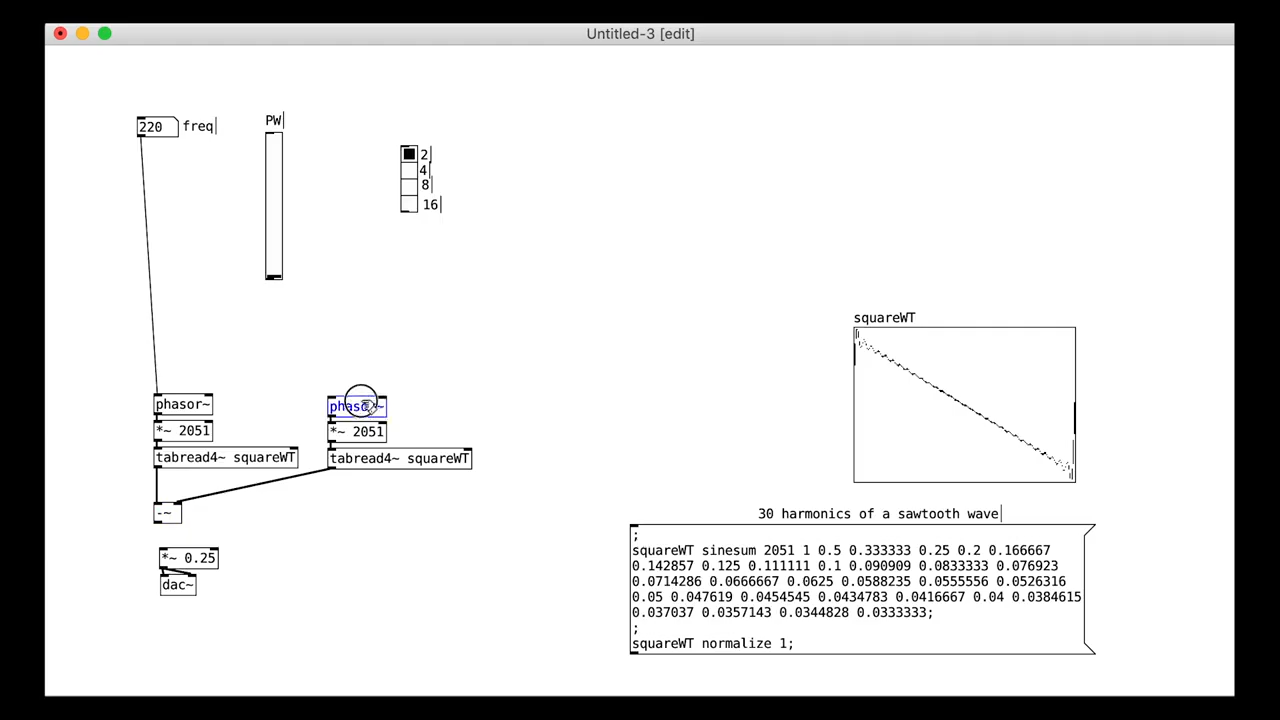 Untitled-3 [edit]
220 freq
PW
2
4
8
16
squareWT
phasor~
phasor~
*~ 2051
*~ 2051
tabread4~ squareWT
tabread4~ squareWT
-~
*~ 0.25
dac~
30 harmonics of a sawtooth wave
;
squareWT sinesum 2051 1 0.5 0.333333 0.25 0.2 0.166667
0.142857 0.125 0.111111 0.1 0.090909 0.0833333 0.076923
0.0714286 0.0666667 0.0625 0.0588235 0.0555556 0.0526316
0.05 0.047619 0.0454545 0.0434783 0.0416667 0.04 0.0384615
0.037037 0.0357143 0.0344828 0.0333333;
;
squareWT normalize 1;